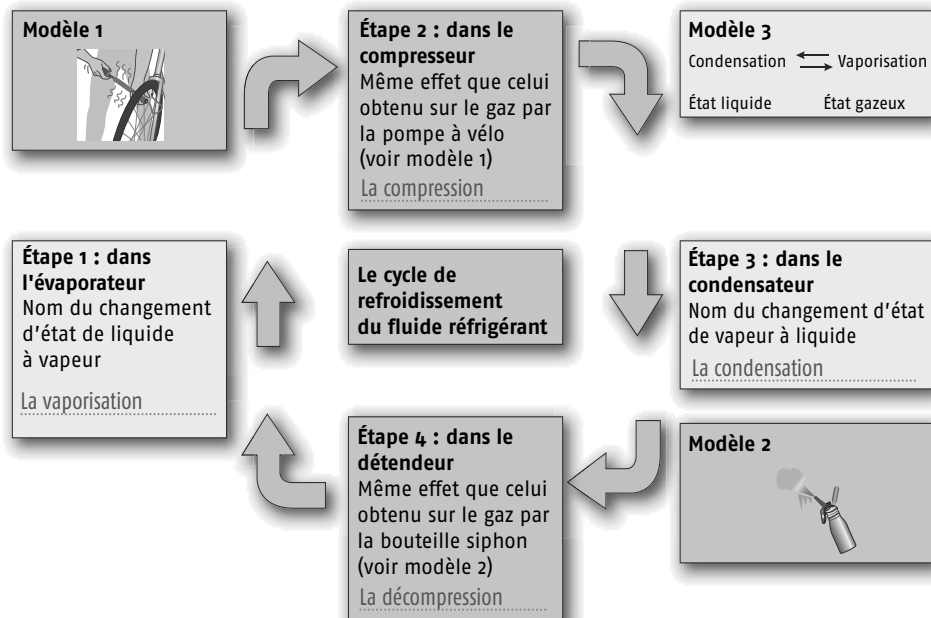 Modèle 1
Étape 2 : dans le
compresseur
Même effet que celui
obtenu sur le gaz par
la pompe à vélo
(voir modèle 1)
La compression
Modèle 3
Condensation Vaporisation
État liquide État gazeux
Étape 1 : dans
l'évaporateur
Nom du changement
d'état de liquide
à vapeur
La vaporisation
Le cycle de
refroidissement
du fluide réfrigérant
Étape 3 : dans le
condensateur
Nom du changement d'état
de vapeur à liquide
La condensation
Étape 4 : dans le
détendeur
Même effet que celui
obtenu sur le gaz par
la bouteille siphon
(voir modèle 2)
La décompression
Modèle 2